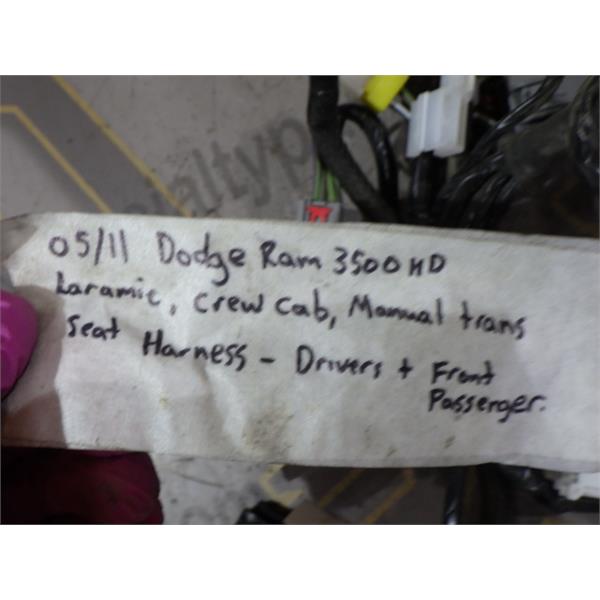 05/11 Dodge Ram 3500 HD
Laramie, Crew Cab, Manual trans
Seat Harness - Drivers + Front
Passenger.